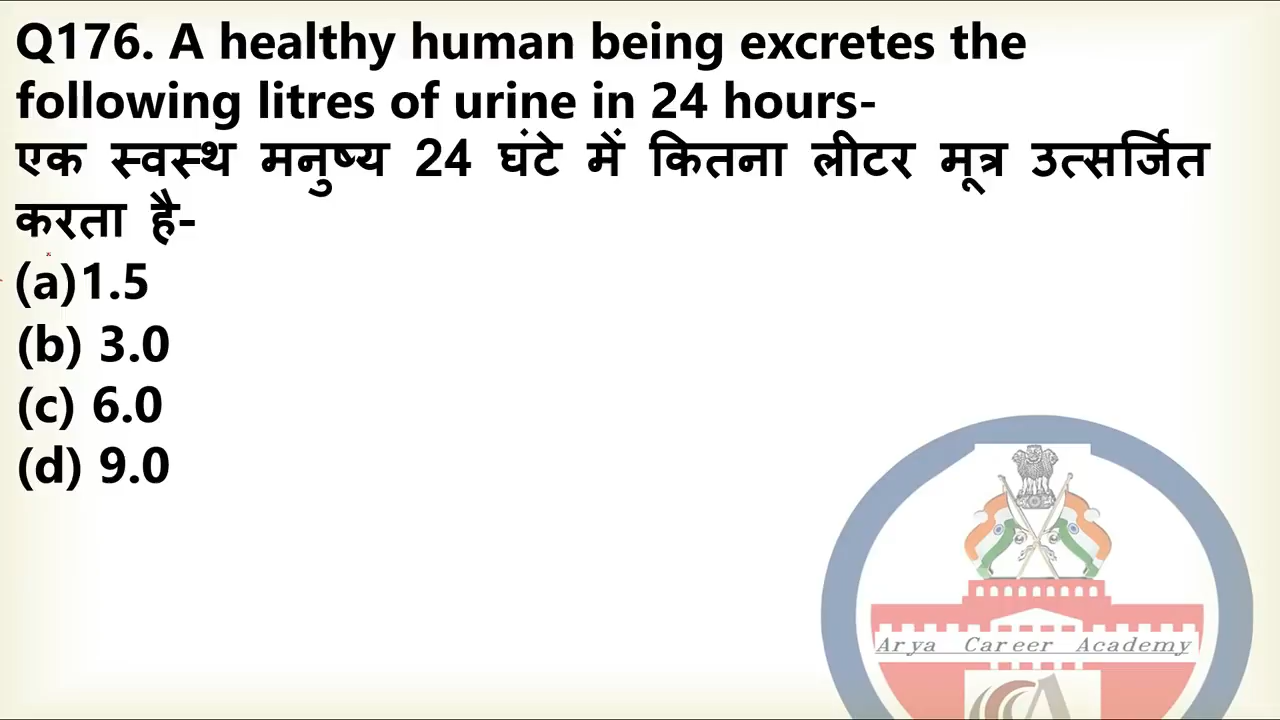 Q176. A healthy human being excretes the
following litres of urine in 24 hours-
एक स्वस्थ मनुष्य 24 घंटे में कितना लीटर मूत्र उत्सर्जित
करता है-
(a)1.5
(b) 3.0
(c) 6.0
(d) 9.0
Arya Career Academy